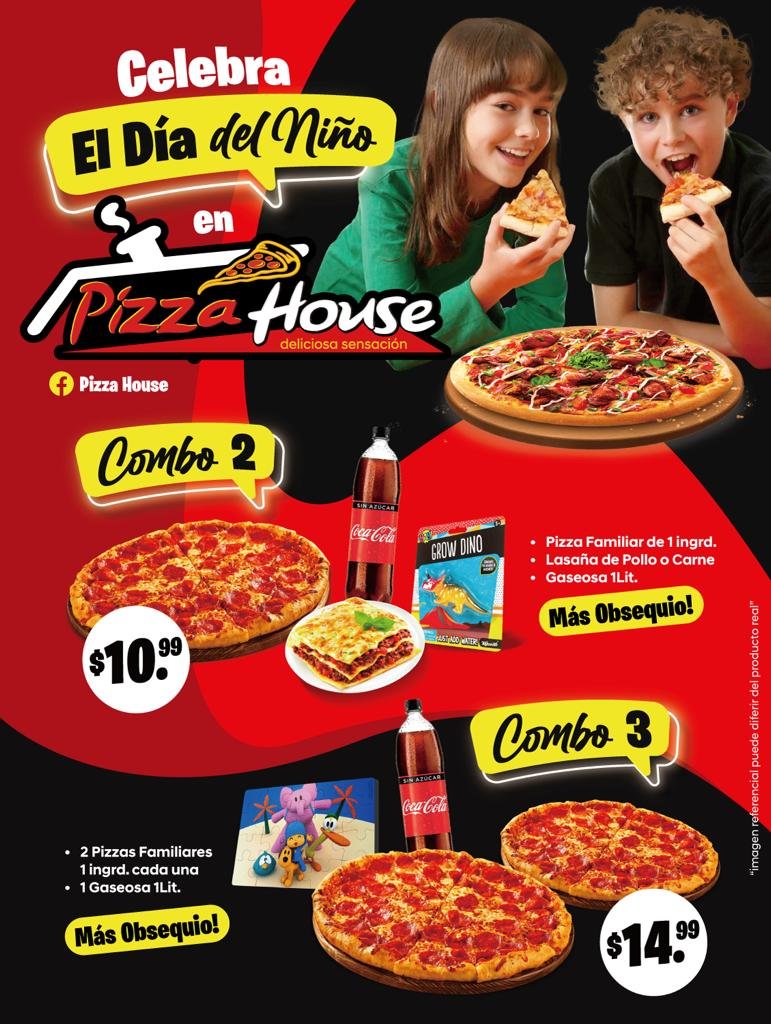 Celebra
El Día del Niño
en
Pizza House
deliciosa sensación
Pizza House
Combo 2
SIN AZÚCAR
Coca-Cola
GROW DINO
JUST ADD WATER!
• Pizza Familiar de 1 ingrd.
• Lasaña de Pollo o Carne
• Gaseosa 1Lit.
Más Obsequio!
$10.99
Combo 3
SIN AZÚCAR
Coca-Cola
• 2 Pizzas Familiares
1 ingrd. cada una
• 1 Gaseosa 1Lit.
Más Obsequio!
$14.99
"imagen referencial puede diferir del producto real"